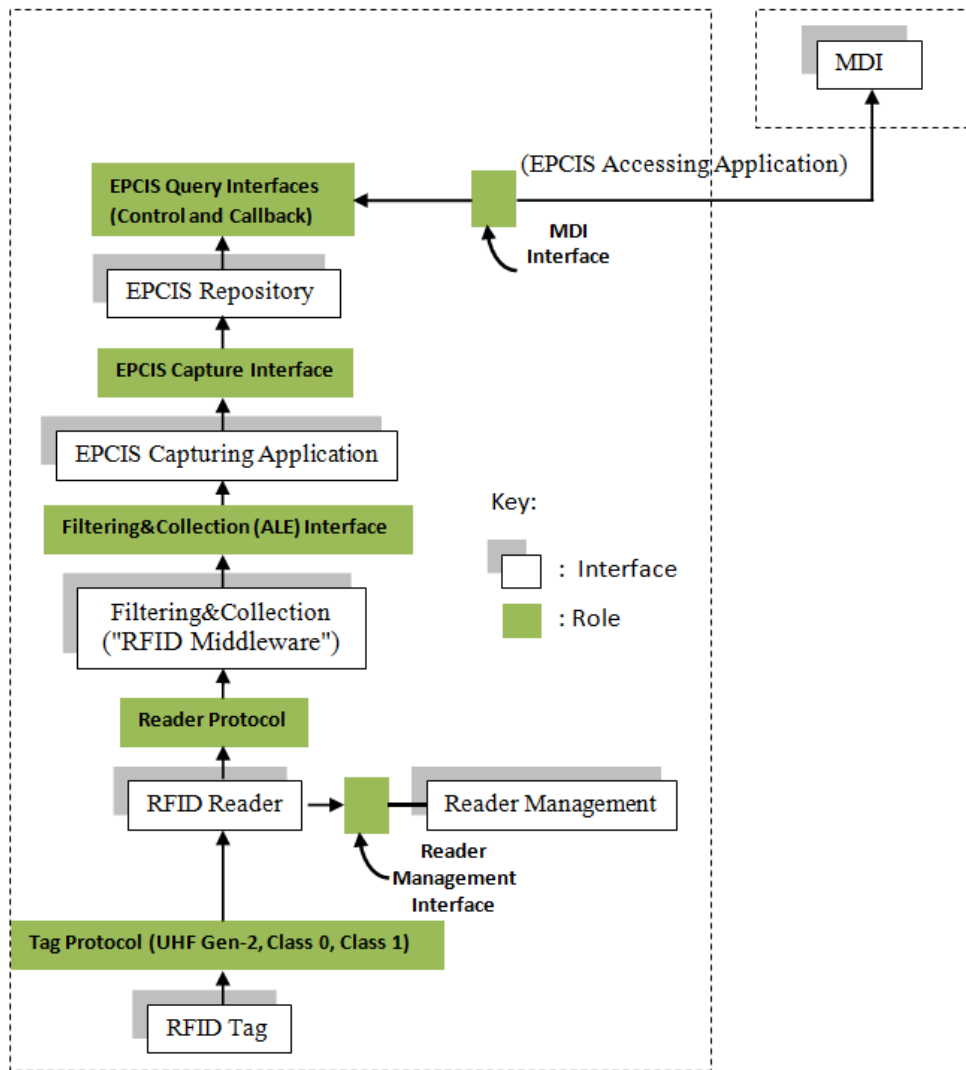 MDI
(EPCIS Accessing Application)
EPCIS Query Interfaces
(Control and Callback)
MDI
Interface
EPCIS Repository
EPCIS Capture Interface
EPCIS Capturing Application
Key:
Filtering&Collection (ALE) Interface
: Interface
Filtering&Collection
("RFID Middleware")
: Role
Reader Protocol
RFID Reader
Reader Management
Reader
Management
Interface
Tag Protocol (UHF Gen-2, Class 0, Class 1)
RFID Tag